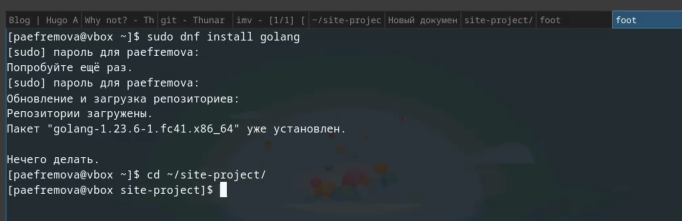 Blog | Hugo A Why not? - Th git - Thunar imv - [1/1] [ ~/site-projec Новый докумен site-project/ foot foot
[paefremova@vbox ~]$ sudo dnf install golang
[sudo] пароль для paefremova:
Попробуйте ещё раз.
[sudo] пароль для paefremova:
Обновление и загрузка репозиториев:
Репозитории загружены.
Пакет "golang-1.23.6-1.fc41.x86_64" уже установлен.
Нечего делать.
[paefremova@vbox ~]$ cd ~/site-project/
[paefremova@vbox site-project]$